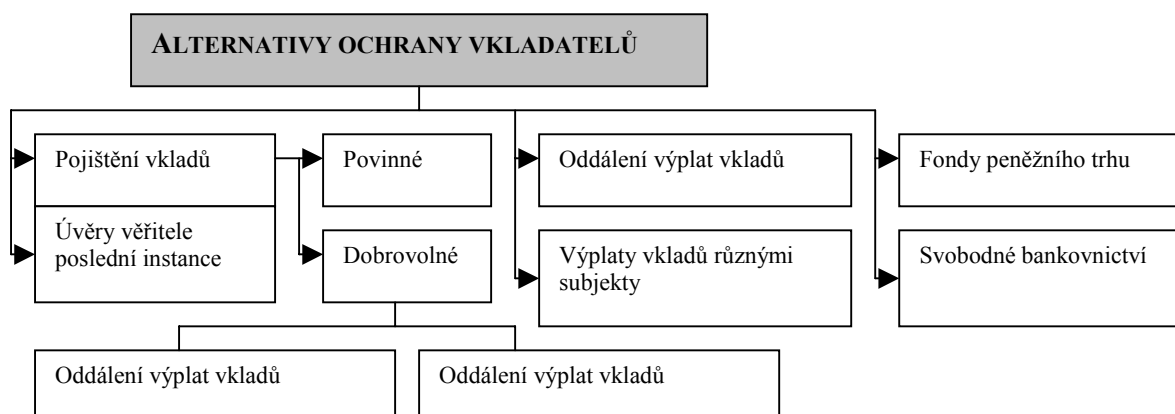 ALTERNATIVY OCHRANY VKLADATELŮ
Pojištění vkladů
Povinné
Oddálení výplat vkladů
Fondy peněžního trhu
Úvěry věřitele
poslední instance
Dobrovolné
Výplaty vkladů různými
subjekty
Svobodné bankovnictví
Oddálení výplat vkladů
Oddálení výplat vkladů